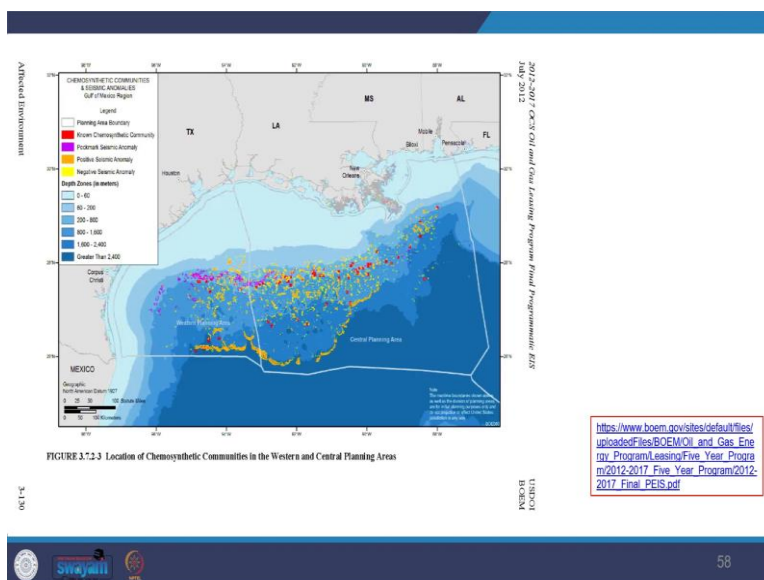 2012-2017 OCS Oil and Gas Leasing Program Final Programmatic EIS
July 2012
Affected Environment
CHEMOSYNTHETIC COMMUNITIES
& SEISMIC ANOMALIES
Gulf of Mexico Region
Legend
Planning Area Boundary
Known Chemosynthetic Community
Pockmark Seismic Anomaly
Positive Seismic Anomaly
Negative Seismic Anomaly
Depth Zones (in meters)
0 - 60
60 - 200
200 - 800
800 - 1,600
1,600 - 2,400
Greater Than 2,400
TX
LA
MS
AL
FL
Houston
New
Orleans
Biloxi
Mobile
Pensacola
Corpus
Christi
Western Planning Area
Central Planning Area
MEXICO
Geographic
North American Datum 1927
FIGURE 3.7.2-3 Location of Chemosynthetic Communities in the Western and Central Planning Areas
3-130
USDOI
BOEM
https://www.boem.gov/sites/default/files/
uploadedFiles/BOEM/Oil_and_Gas_Ene
rgy_Program/Leasing/Five_Year_Progra
m/2012-2017_Five_Year_Program/2012-
2017_Final_PEIS.pdf
swayam
58